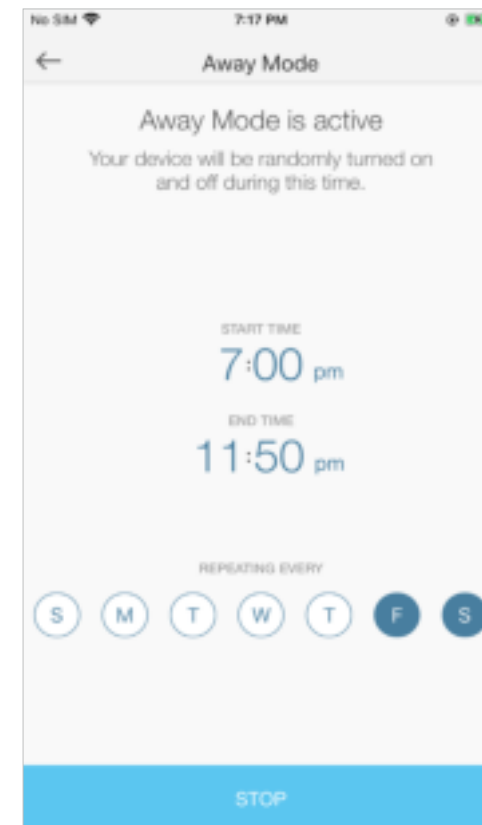 No SIM 7:17 PM
Away Mode
Away Mode is active
Your device will be randomly turned on
and off during this time.
START TIME
7:00 pm
END TIME
11:50 pm
REPEATING EVERY
S M T W T F S
STOP